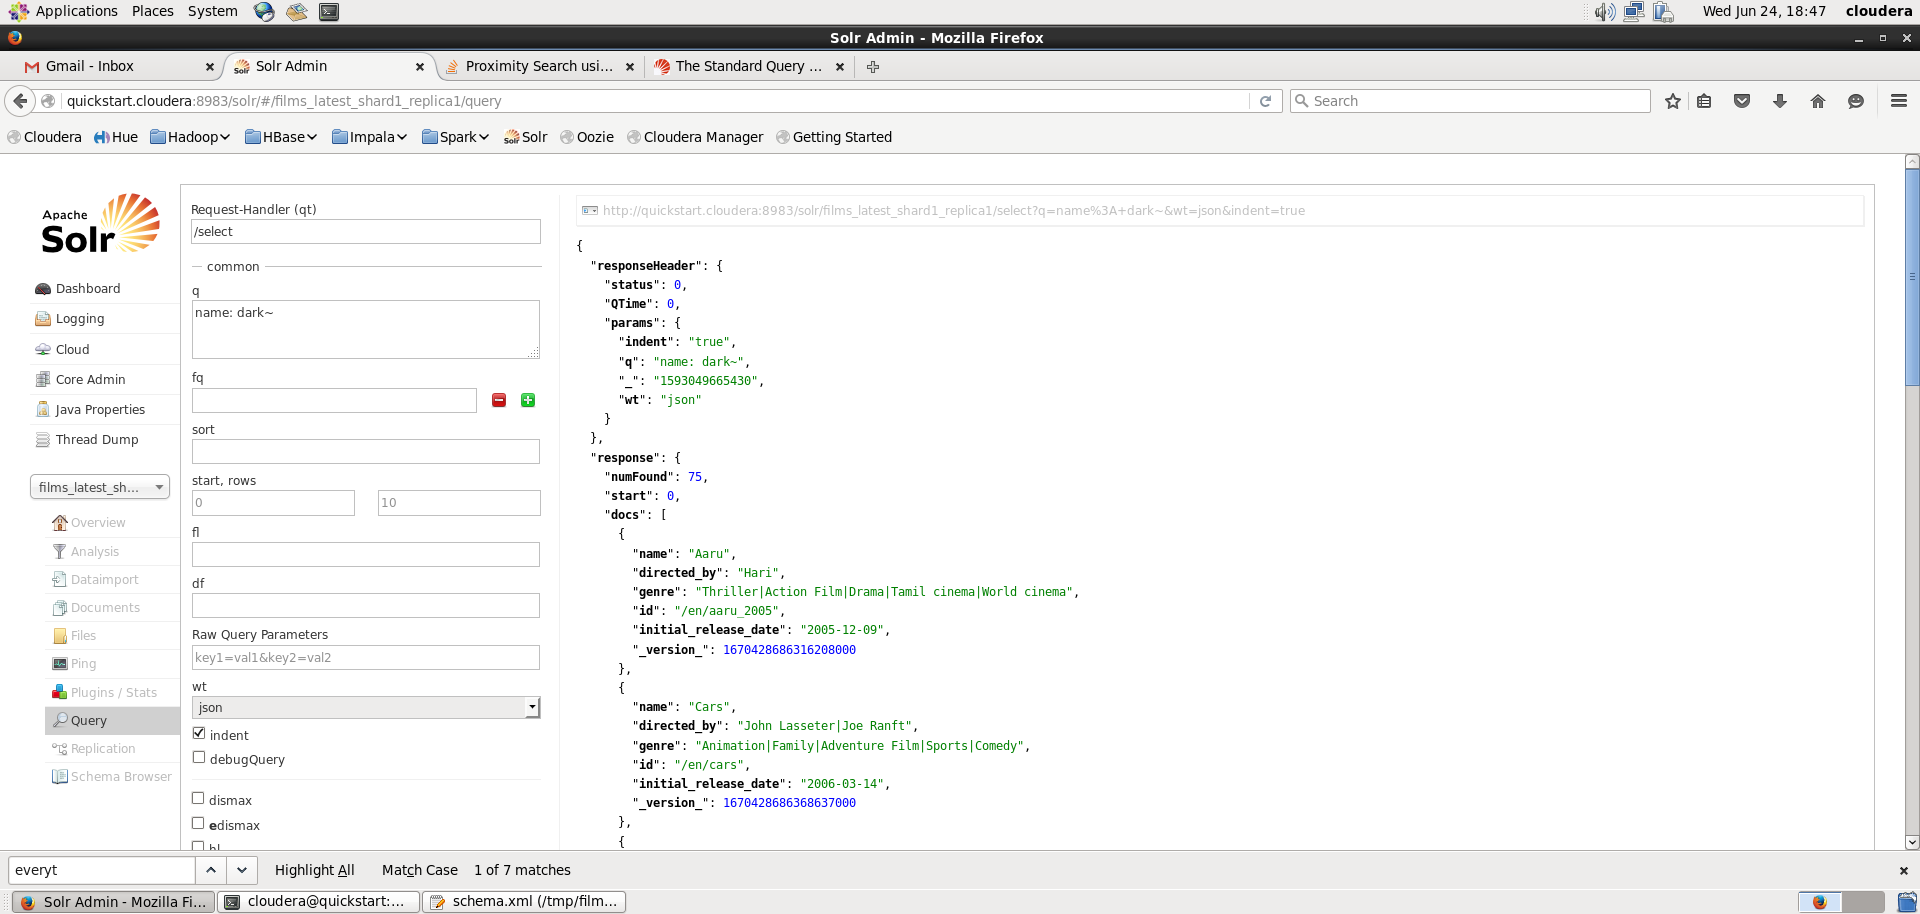 Applications Places System Wed Jun 24, 18:47 cloudera
Solr Admin - Mozilla Firefox
Gmail - Inbox Solr Admin Proximity Search usi... The Standard Query ...
quickstart.cloudera:8983/solr/#/films_latest_shard1_replica1/query Search
Cloudera Hue Hadoop HBase Impala Spark Solr Oozie Cloudera Manager Getting Started
Apache
Solr
Dashboard
Logging
Cloud
Core Admin
Java Properties
Thread Dump
films_latest_sh...
Overview
Analysis
Dataimport
Documents
Files
Ping
Plugins / Stats
Query
Replication
Schema Browser
Request-Handler (qt)
/select
common
q
name: dark~
fq
sort
start, rows
0 10
fl
df
Raw Query Parameters
key1=val1&key2=val2
wt
json
indent
debugQuery
dismax
edismax
hl
http://quickstart.cloudera:8983/solr/films_latest_shard1_replica1/select?q=name%3A+dark~&wt=json&indent=true
{
"responseHeader": {
"status": 0,
"QTime": 0,
"params": {
"indent": "true",
"q": "name: dark~",
"_": "1593049665430",
"wt": "json"
}
},
"response": {
"numFound": 75,
"start": 0,
"docs": [
{
"name": "Aaru",
"directed_by": "Hari",
"genre": "Thriller|Action Film|Drama|Tamil cinema|World cinema",
"id": "/en/aaru_2005",
"initial_release_date": "2005-12-09",
"_version_": 1670428686316208000
},
{
"name": "Cars",
"directed_by": "John Lasseter|Joe Ranft",
"genre": "Animation|Family|Adventure Film|Sports|Comedy",
"id": "/en/cars",
"initial_release_date": "2006-03-14",
"_version_": 1670428686368637000
},
{
everyt Highlight All Match Case 1 of 7 matches
Solr Admin - Mozilla Fi... cloudera@quickstart:... schema.xml (/tmp/film...